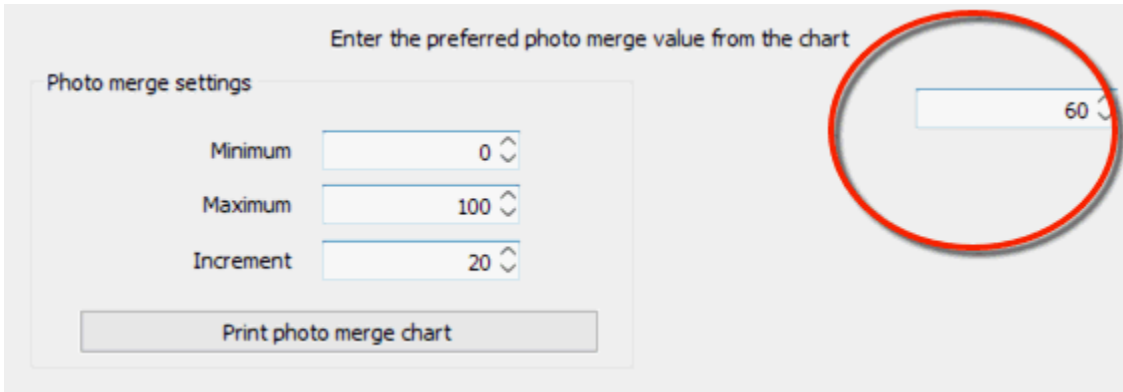 Enter the preferred photo merge value from the chart
Photo merge settings
60
Minimum 0
Maximum 100
Increment 20
Print photo merge chart